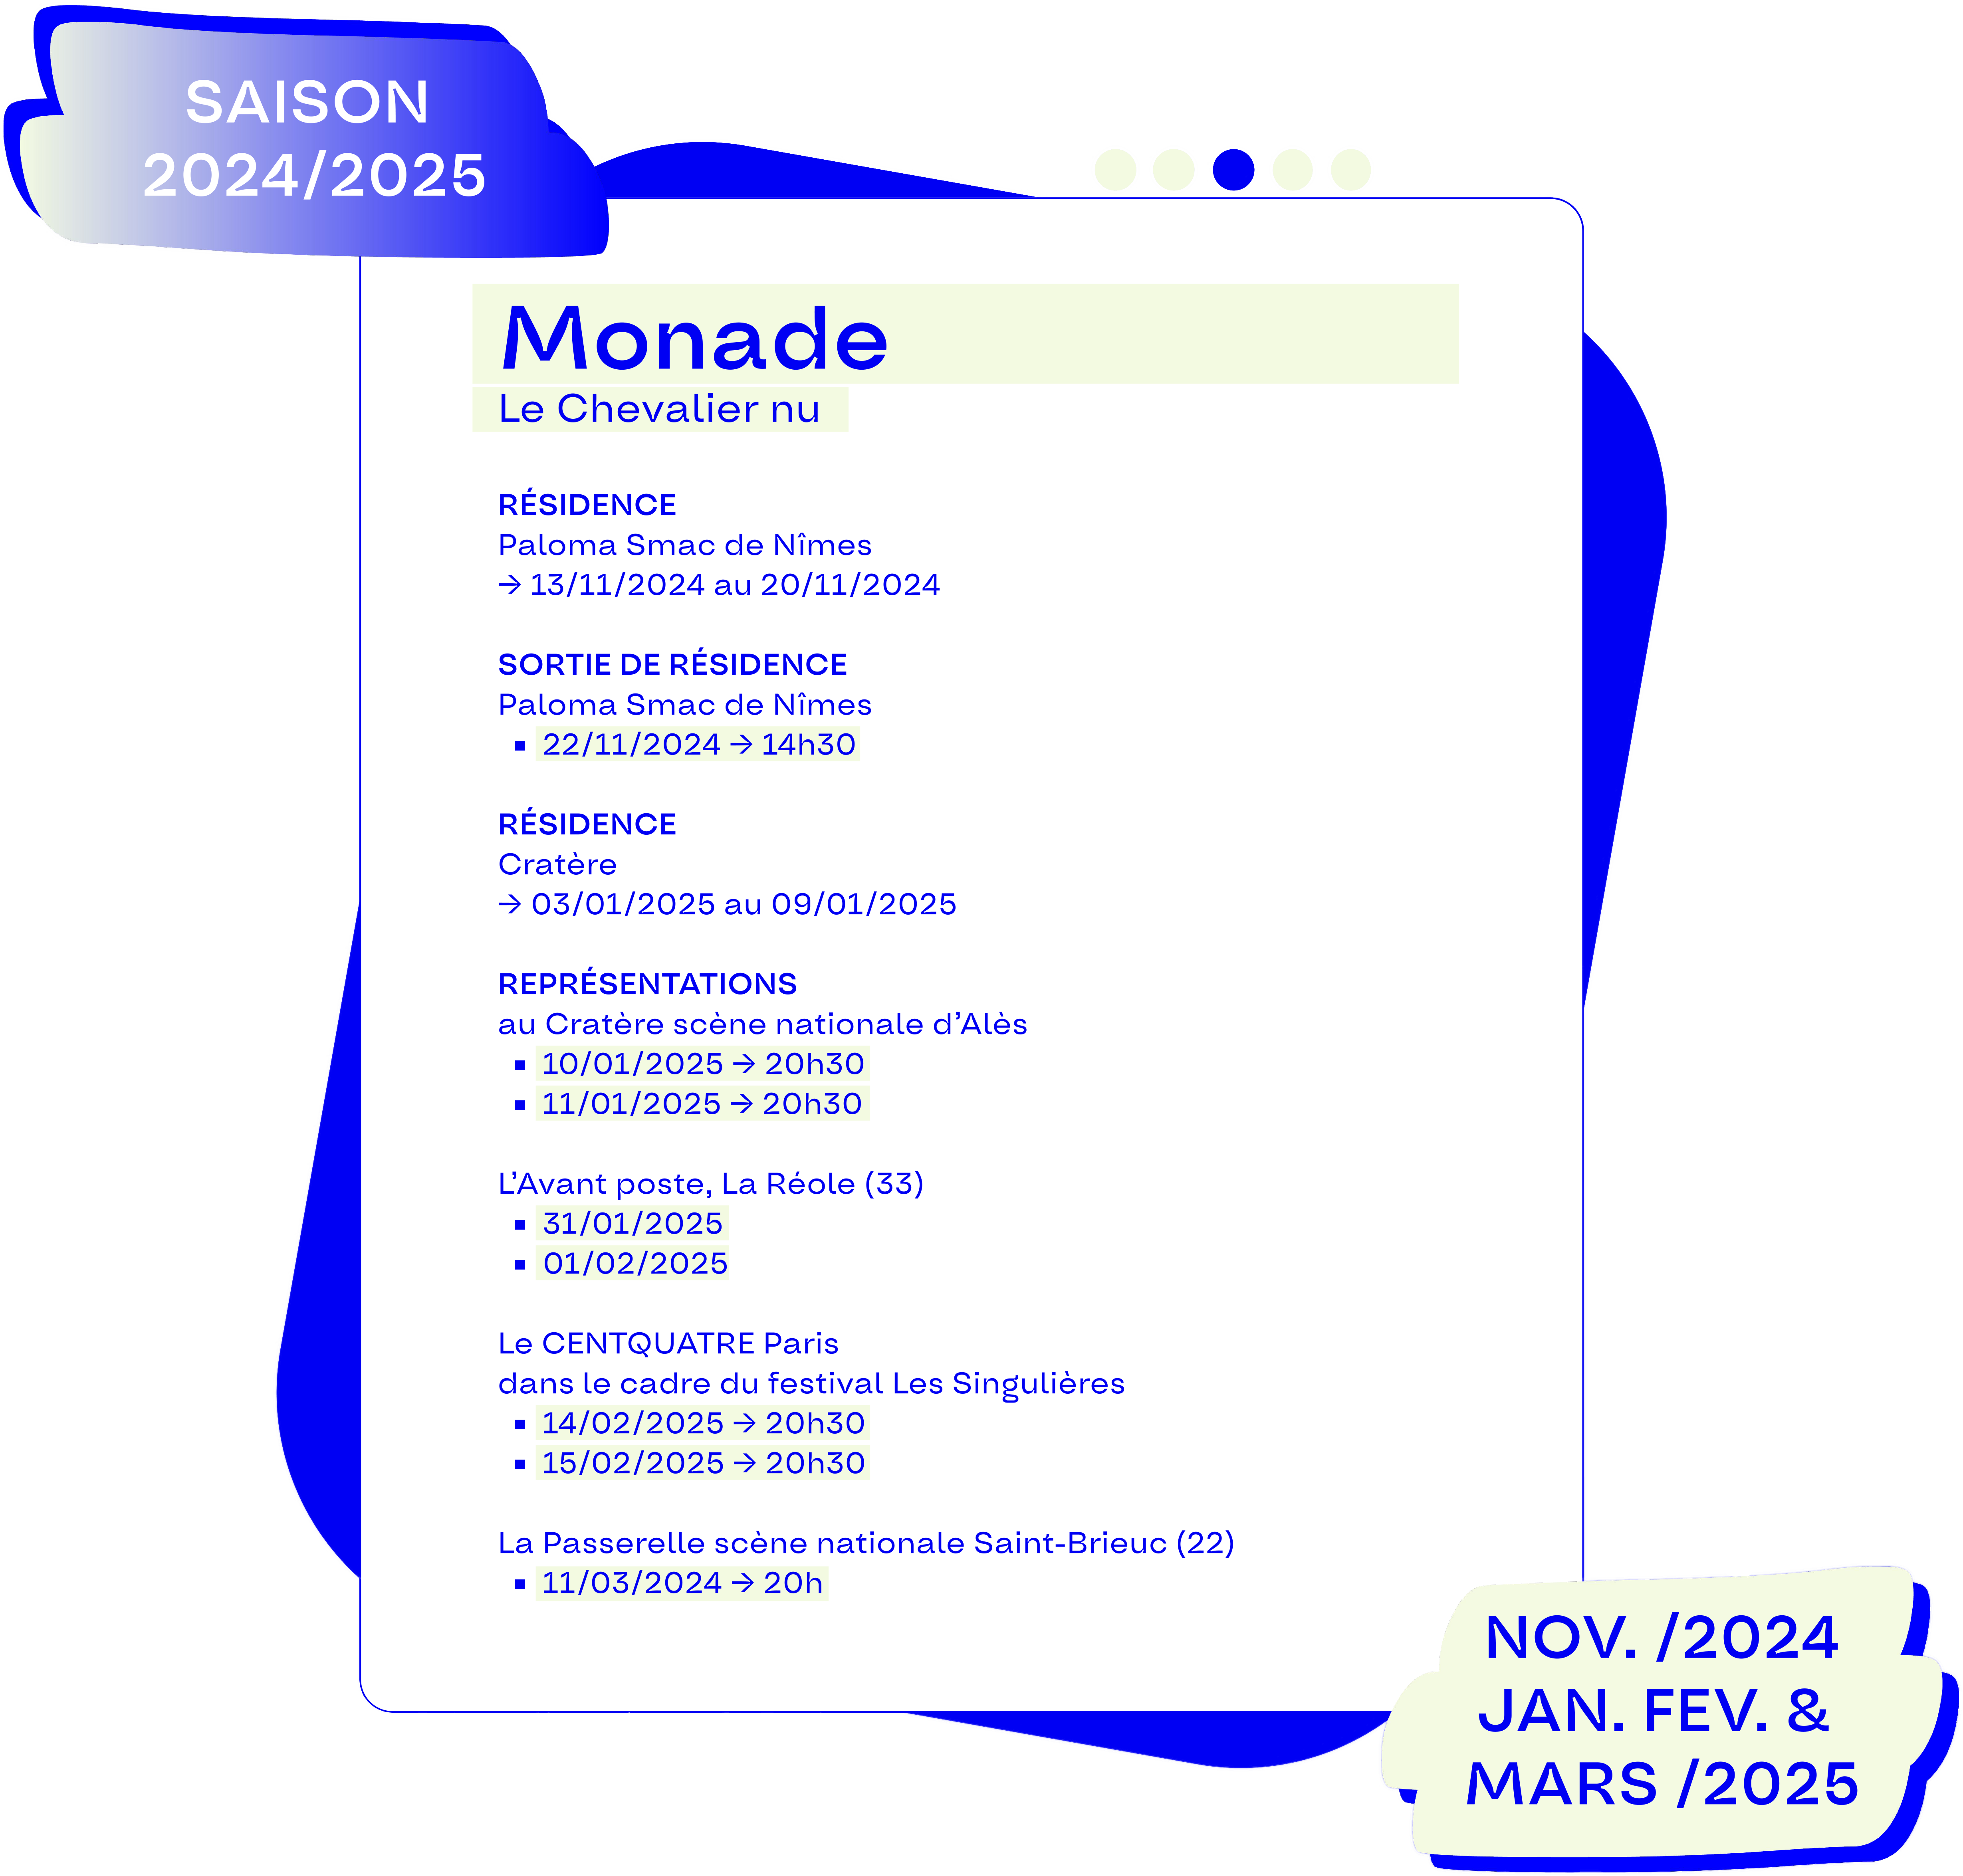 SAISON
2024/2025
Monade
Le Chevalier nu
RÉSIDENCE
Paloma Smac de Nîmes
→ 13/11/2024 au 20/11/2024
SORTIE DE RÉSIDENCE
Paloma Smac de Nîmes
▪ 22/11/2024 → 14h30
RÉSIDENCE
Cratère
→ 03/01/2025 au 09/01/2025
REPRÉSENTATIONS
au Cratère scène nationale d’Alès
▪ 10/01/2025 → 20h30
▪ 11/01/2025 → 20h30
L’Avant poste, La Réole (33)
▪ 31/01/2025
▪ 01/02/2025
Le CENTQUATRE Paris
dans le cadre du festival Les Singulières
▪ 14/02/2025 → 20h30
▪ 15/02/2025 → 20h30
La Passerelle scène nationale Saint-Brieuc (22)
▪ 11/03/2024 → 20h
NOV. /2024
JAN. FEV. &
MARS /2025